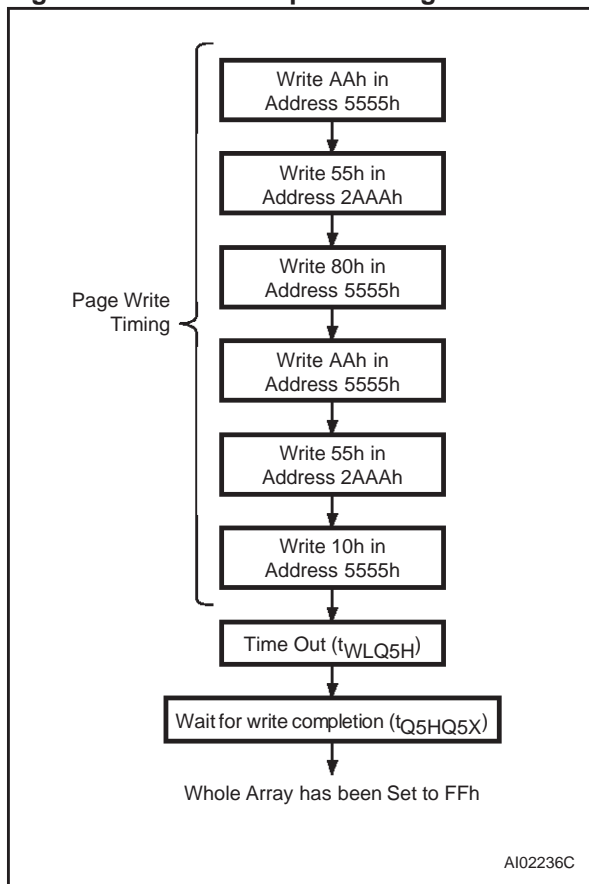 Write AAh in
Address 5555h
Write 55h in
Address 2AAAh
Write 80h in
Address 5555h
Page Write
Timing
Write AAh in
Address 5555h
Write 55h in
Address 2AAAh
Write 10h in
Address 5555h
Time Out (tWLQ5H)
Wait for write completion (tQ5HQ5X)
Whole Array has been Set to FFh
AI02236C